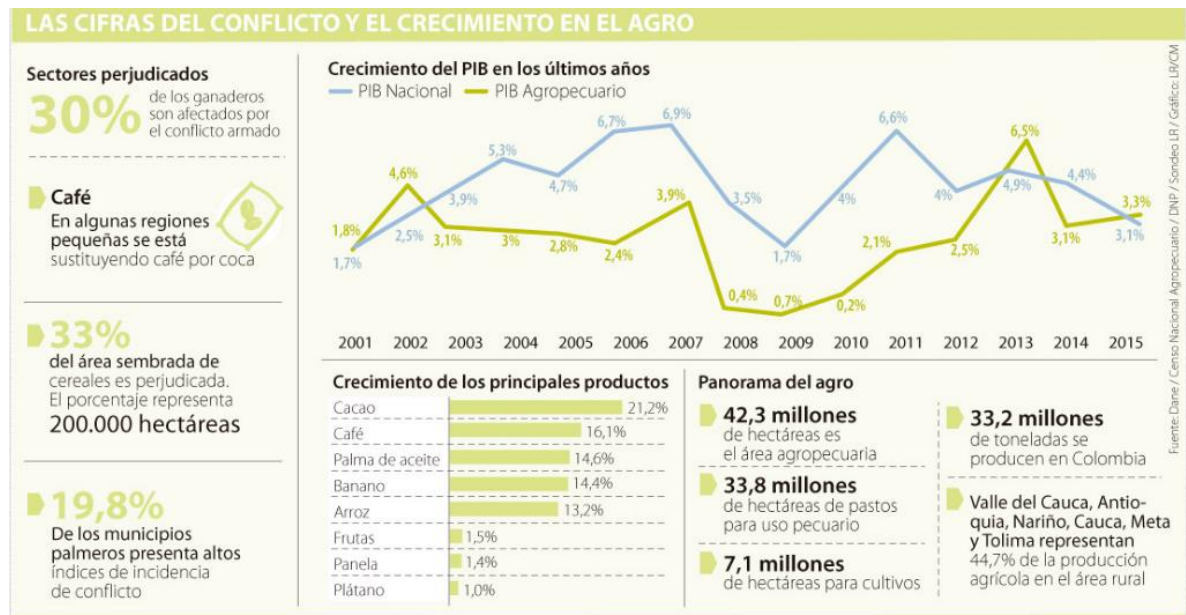 LAS CIFRAS DEL CONFLICTO Y EL CRECIMIENTO EN EL AGRO
Sectores perjudicados
30%
de los ganaderos
son afectados por
el conflicto armado
Café
En algunas regiones
pequeñas se está
sustituyendo café por coca
33%
del área sembrada de
cereales es perjudicada.
El porcentaje representa
200.000 hectáreas
19,8%
De los municipios
palmeros presenta altos
índices de incidencia
de conflicto
Crecimiento del PIB en los últimos años
PIB Nacional PIB Agropecuario
1,8% 4,6% 3,1% 3% 2,8% 2,4% 3,9% 0,4% 0,7% 0,2% 2,1% 2,5% 6,5% 3,1% 3,3%
1,7% 2,5% 3,9% 5,3% 4,7% 6,7% 6,9% 3,5% 1,7% 4% 6,6% 4% 4,9% 4,4% 3,1%
2001 2002 2003 2004 2005 2006 2007 2008 2009 2010 2011 2012 2013 2014 2015
Crecimiento de los principales productos
Cacao 21,2%
Café 16,1%
Palma de aceite 14,6%
Banano 14,4%
Arroz 13,2%
Frutas 1,5%
Panela 1,4%
Plátano 1,0%
Panorama del agro
42,3 millones
de hectáreas es
el área agropecuaria
33,8 millones
de hectáreas de pastos
para uso pecuario
7,1 millones
de hectáreas para cultivos
33,2 millones
de toneladas se
producen en Colombia
Valle del Cauca, Antio-
quia, Nariño, Cauca, Meta
y Tolima representan
44,7% de la producción
agrícola en el área rural
Fuente: Dane / Censo Nacional Agropecuario / DNP / Sondeo LR / Gráfico: LR/CM